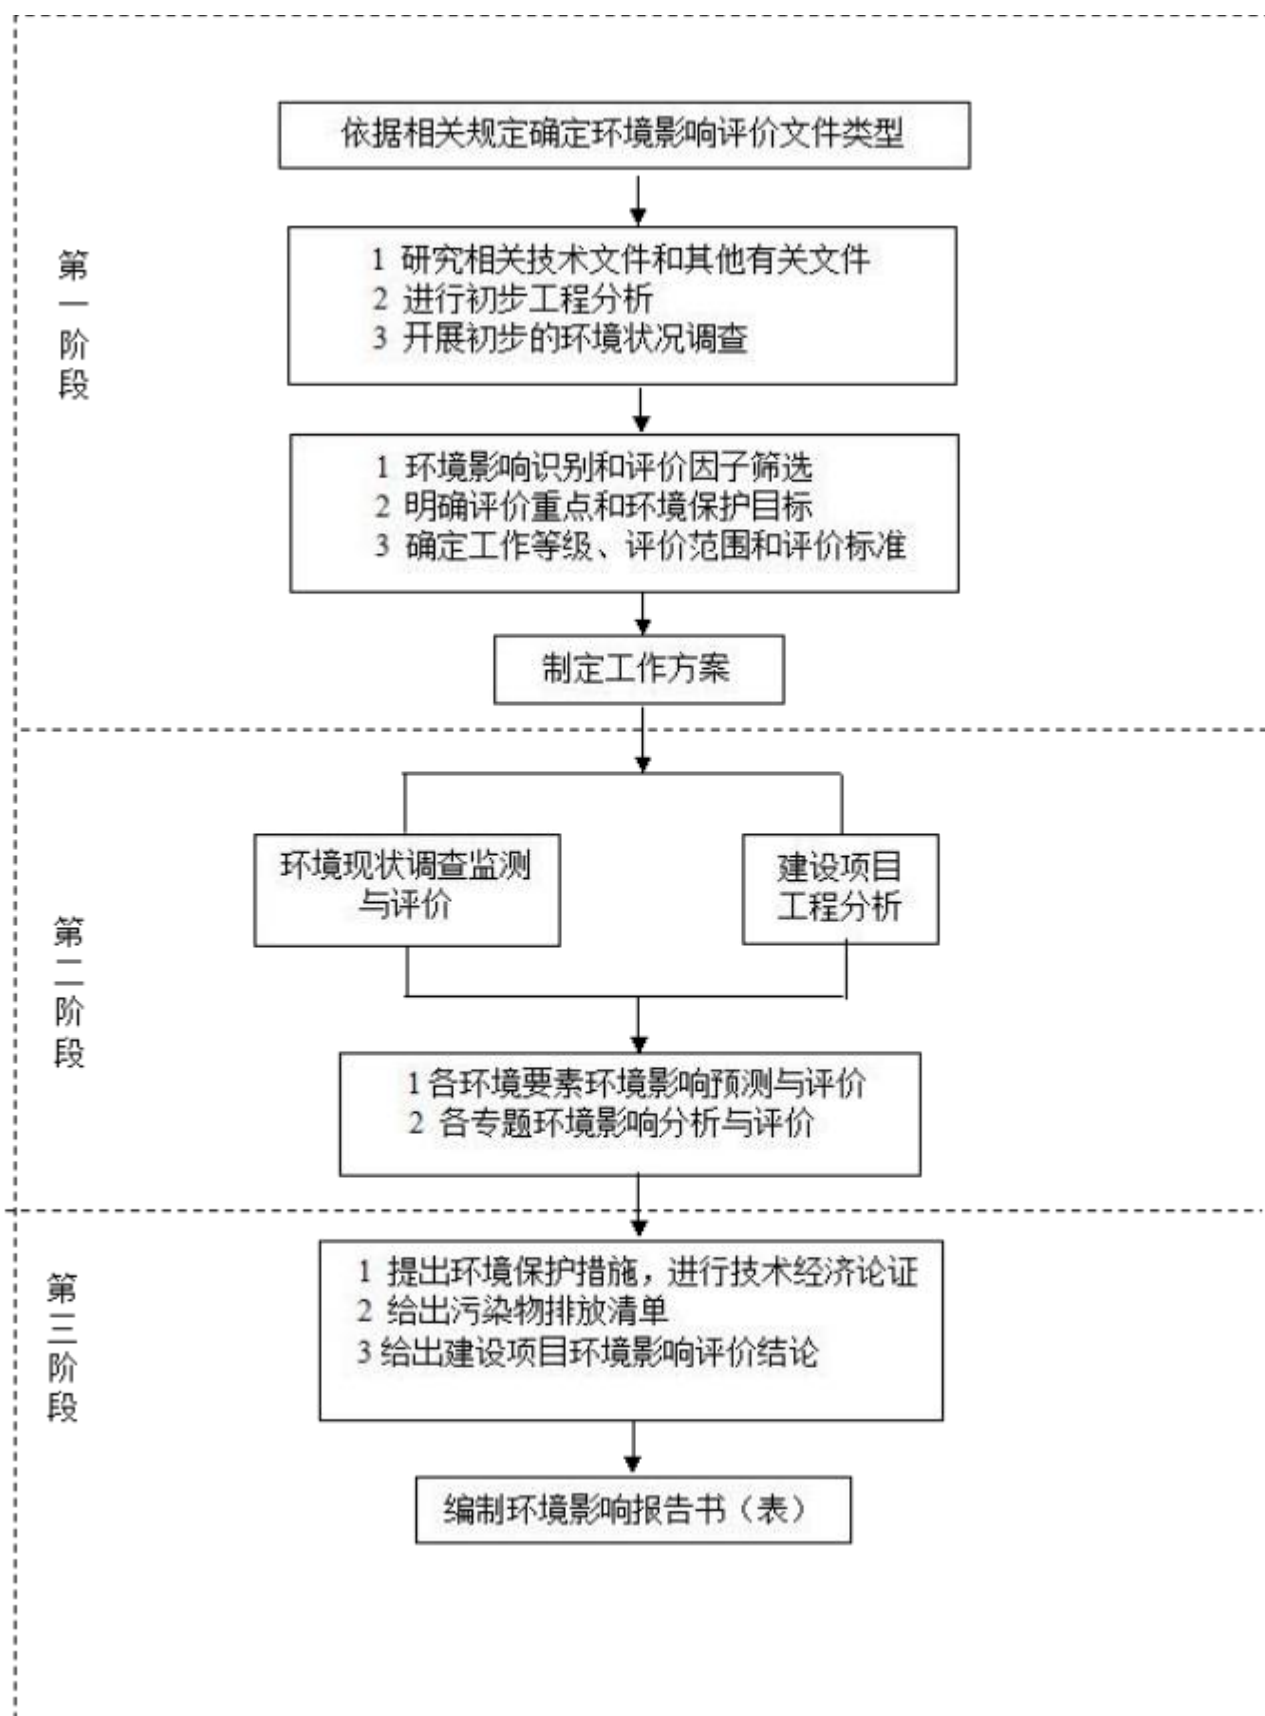 依据相关规定确定环境影响评价文件类型
第一阶段
1 研究相关技术文件和其他有关文件
2 进行初步工程分析
3 开展初步的环境状况调查
1 环境影响识别和评价因子筛选
2 明确评价重点和环境保护目标
3 确定工作等级、评价范围和评价标准
制定工作方案
第二阶段
环境现状调查监测
与评价
建设项目
工程分析
1 各环境要素环境影响预测与评价
2 各专题环境影响分析与评价
第三阶段
1 提出环境保护措施，进行技术经济论证
2 给出污染物排放清单
3 给出建设项目环境影响评价结论
编制环境影响报告书（表）